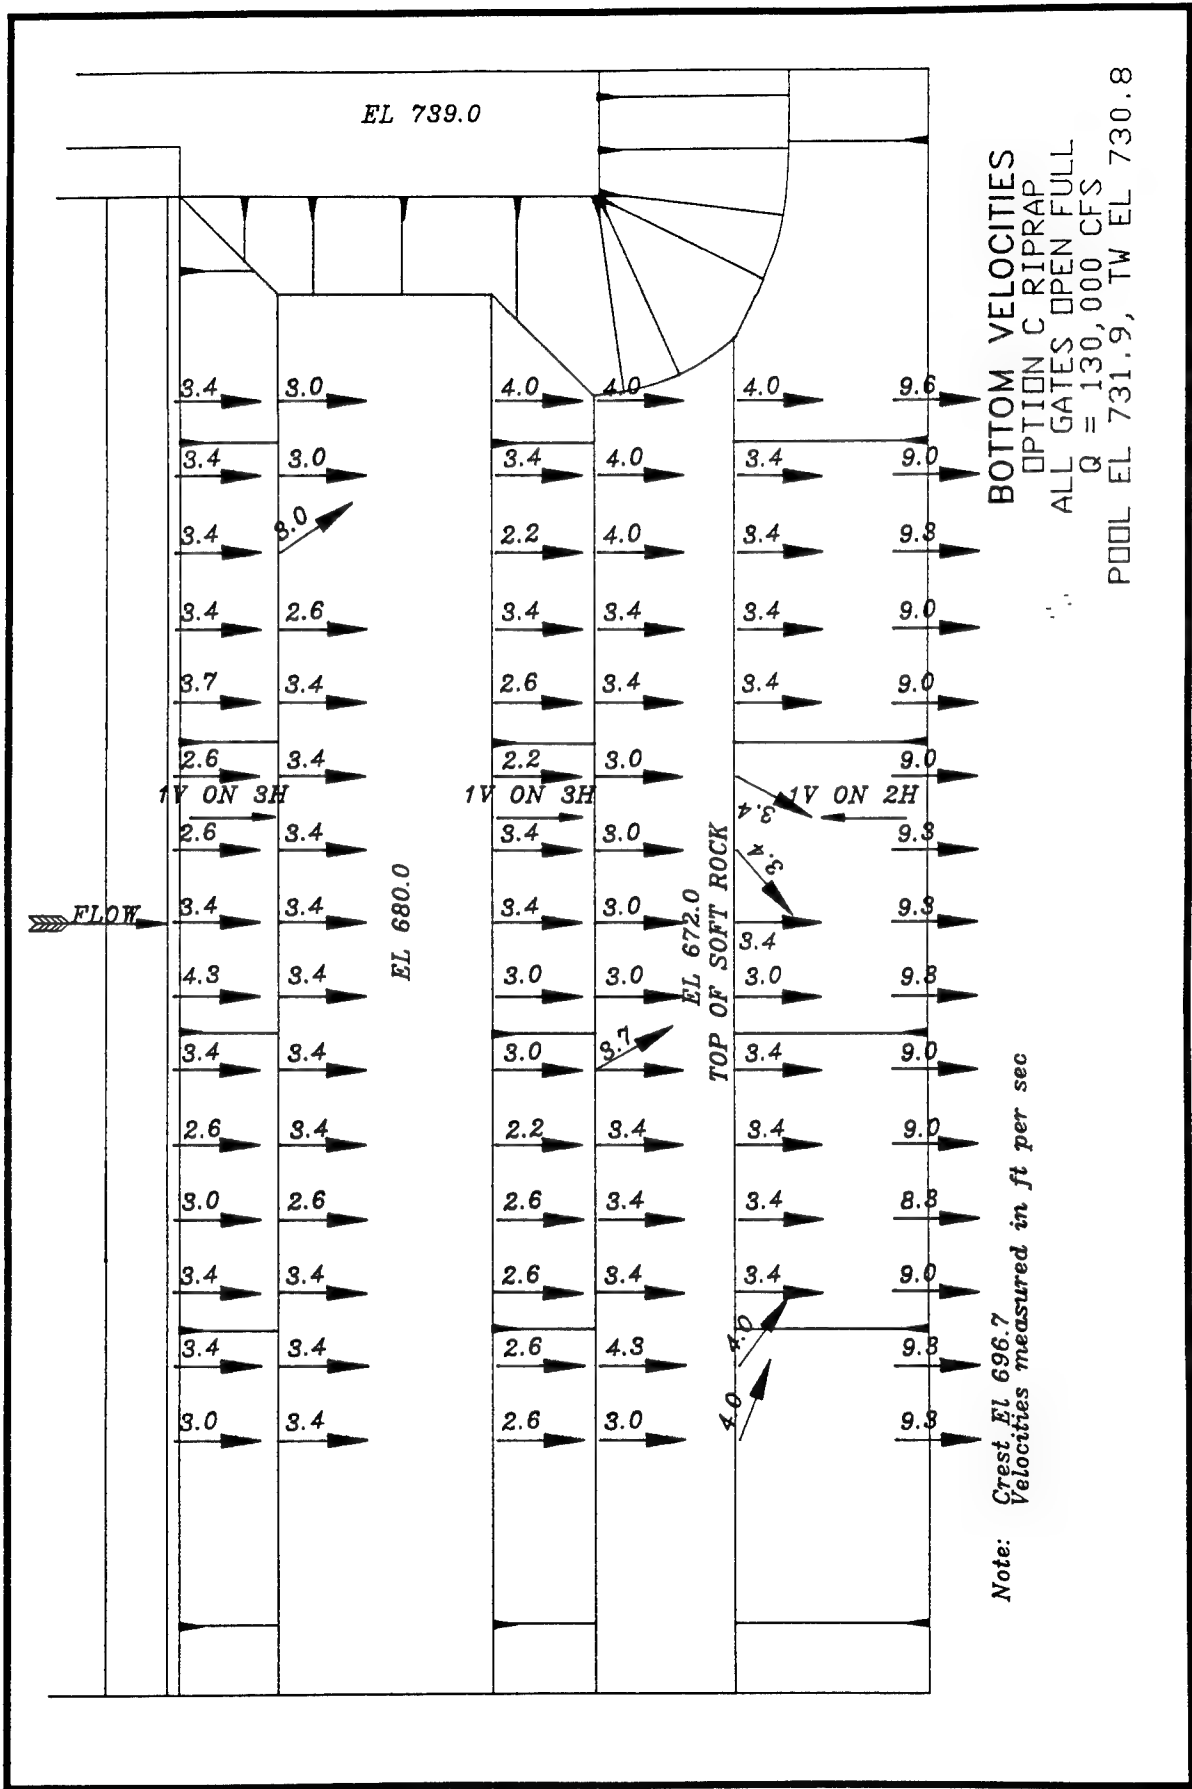 EL 739.0
3.4 3.0 4.0 4.0 4.0 9.6
3.4 3.0 3.4 4.0 3.4 9.0
3.4 3.0 2.2 4.0 3.4 9.3
3.4 2.6 3.4 3.4 3.4 9.0
3.7 3.4 2.6 3.4 3.4 9.0
2.6 3.4 2.2 3.0 3.4 9.0
1V ON 3H 1V ON 3H 1V ON 2H
2.6 3.4 3.4 3.0 3.4 9.3
FLOW 3.4 3.4 3.4 3.0 3.4 9.3
EL 680.0
EL 672.0
TOP OF SOFT ROCK
4.3 3.4 3.0 3.0 3.0 9.3
3.4 3.4 3.0 3.7 3.4 9.0
2.6 3.4 2.2 3.4 3.4 9.0
3.0 2.6 2.6 3.4 3.4 8.8
3.4 3.4 2.6 3.4 3.4 9.0
3.4 3.4 2.6 4.3 4.0 9.3
3.0 3.4 2.6 3.0 4.0 9.3
Note: Crest El 696.7
Velocities measured in ft per sec
BOTTOM VELOCITIES
OPTION C RIPRAP
ALL GATES OPEN FULL
Q = 130,000 CFS
POOL EL 731.9, TW EL 730.8